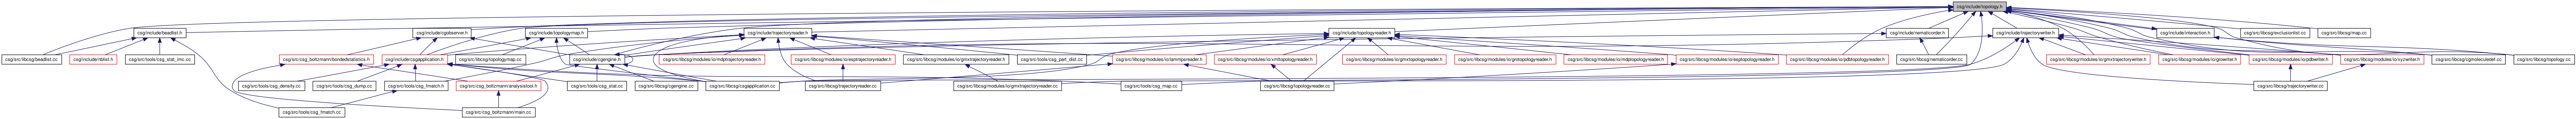 csg/include/topology.h
csg/include/beadlist.h
csg/include/cgobserver.h
csg/include/topologymap.h
csg/include/trajectoryreader.h
csg/include/topologyreader.h
csg/include/nematicorder.h
csg/include/trajectorywriter.h
csg/include/interaction.h
csg/src/libcsg/exclusionlist.cc
csg/src/libcsg/map.cc
csg/src/libcsg/beadlist.cc
csg/include/nblist.h
csg/src/tools/csg_stat_imc.cc
csg/src/csg_boltzmann/bondedstatistics.h
csg/include/csgapplication.h
csg/src/libcsg/topologymap.cc
csg/include/cgengine.h
csg/src/libcsg/modules/io/mdptrajectoryreader.h
csg/src/libcsg/modules/io/esptrajectoryreader.h
csg/src/libcsg/modules/io/gmxtrajectoryreader.h
csg/src/tools/csg_part_dist.cc
csg/src/libcsg/modules/io/lammpsreader.h
csg/src/libcsg/modules/io/xmltopologyreader.h
csg/src/libcsg/modules/io/gmxtopologyreader.h
csg/src/libcsg/modules/io/grotopologyreader.h
csg/src/libcsg/modules/io/mdptopologyreader.h
csg/src/libcsg/modules/io/esptopologyreader.h
csg/src/libcsg/modules/io/pdbtopologyreader.h
csg/src/libcsg/nematicorder.cc
csg/src/libcsg/modules/io/gmxtrajectorywriter.h
csg/src/libcsg/modules/io/growriter.h
csg/src/libcsg/modules/io/pdbwriter.h
csg/src/libcsg/modules/io/xyzwriter.h
csg/src/libcsg/cgmoleculedef.cc
csg/src/libcsg/topology.cc
csg/src/tools/csg_density.cc
csg/src/tools/csg_dump.cc
csg/src/tools/csg_fmatch.h
csg/src/csg_boltzmann/analysistool.h
csg/src/tools/csg_stat.cc
csg/src/libcsg/cgengine.cc
csg/src/libcsg/csgapplication.cc
csg/src/libcsg/trajectoryreader.cc
csg/src/libcsg/modules/io/gmxtrajectoryreader.cc
csg/src/tools/csg_map.cc
csg/src/libcsg/topologyreader.cc
csg/src/libcsg/trajectorywriter.cc
csg/src/tools/csg_fmatch.cc
csg/src/csg_boltzmann/main.cc